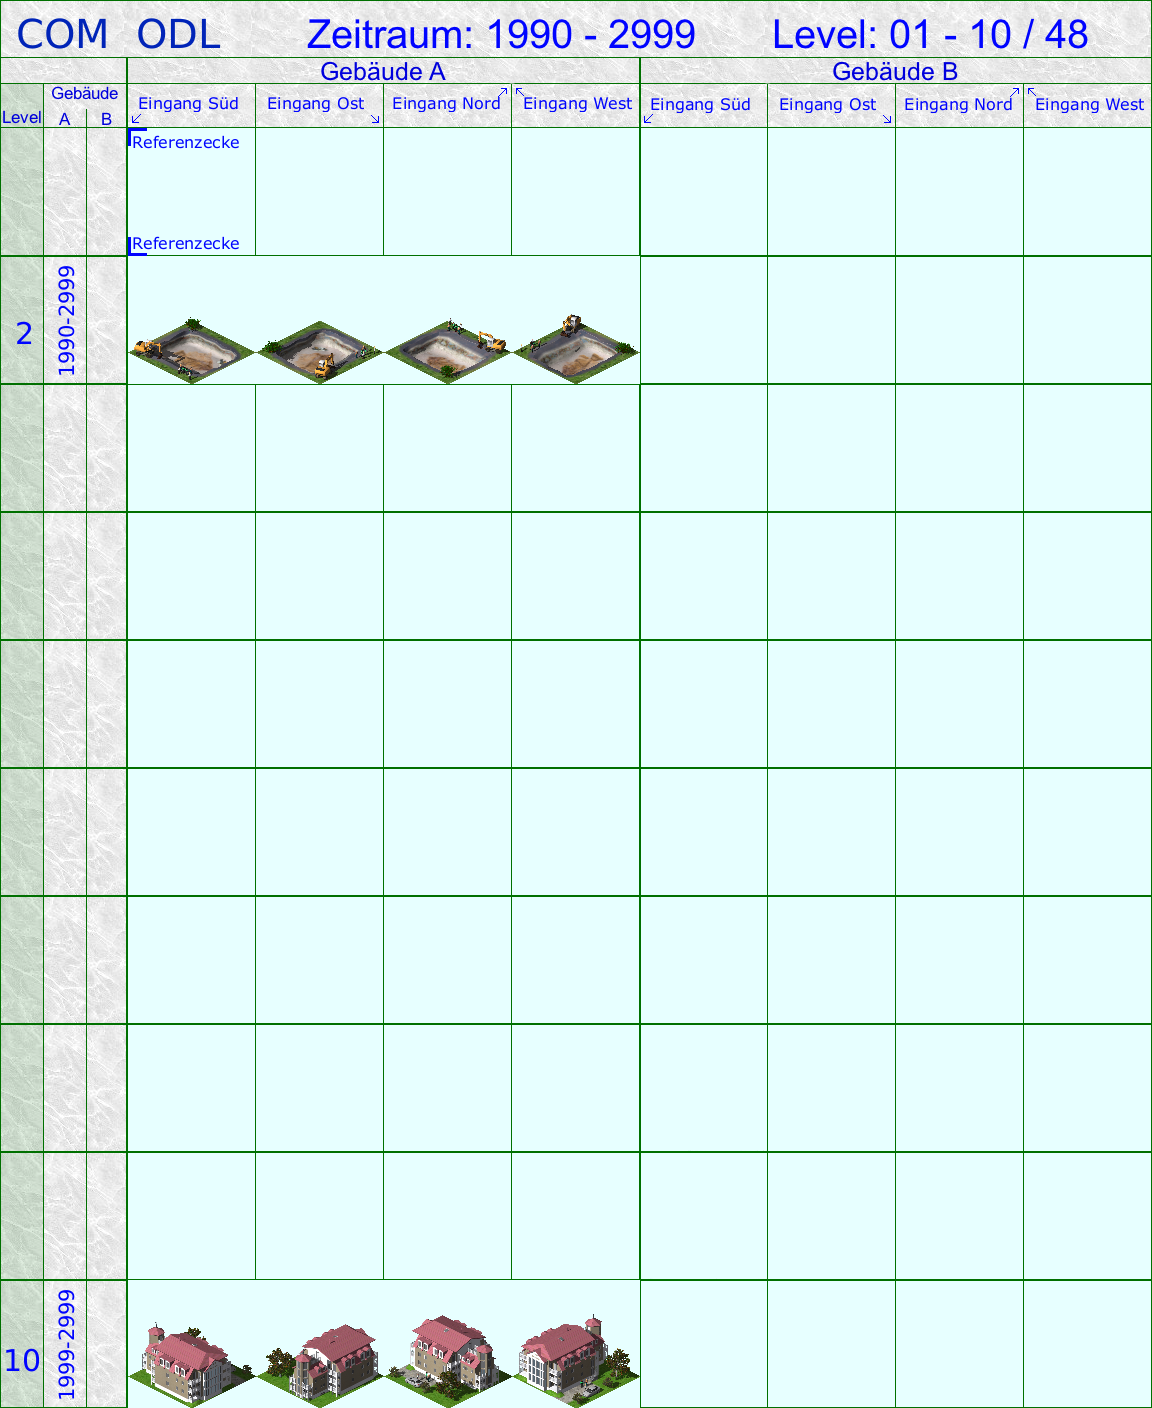 COM ODL Zeitraum: 1990 - 2999 Level: 01 - 10 / 48
Gebäude A Gebäude B
Level Gebäude A B
Eingang Süd Eingang Ost Eingang Nord Eingang West Eingang Süd Eingang Ost Eingang Nord Eingang West
Referenzecke
Referenzecke
2 1990-2999
10 1999-2999